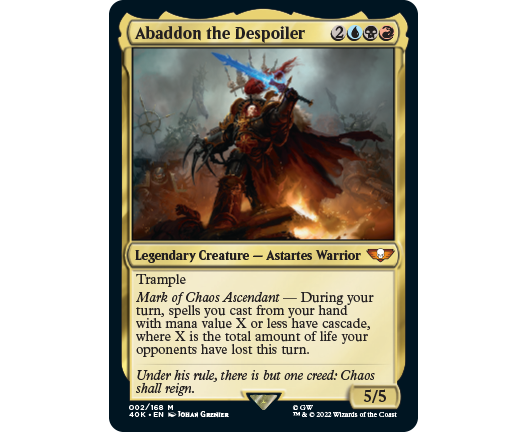 Abaddon the Despoiler 2
Legendary Creature — Astartes Warrior
Trample
Mark of Chaos Ascendant — During your
turn, spells you cast from your hand
with mana value X or less have cascade,
where X is the total amount of life your
opponents have lost this turn.
Under his rule, there is but one creed: Chaos
shall reign.
5/5
002/168 M
40K • EN Johan Grenier
© GW
™ & © 2022 Wizards of the Coast